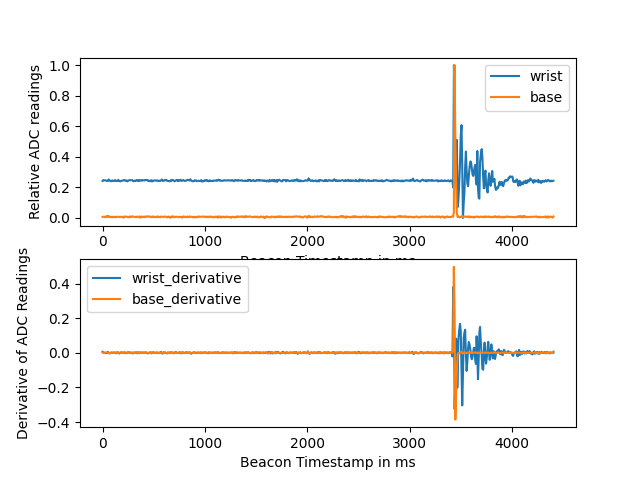 Relative ADC readings
1.0
0.8
0.6
0.4
0.2
0.0
wrist
base
0 1000 2000 3000 4000
Beacon Timestamp in ms
Derivative of ADC Readings
0.4
0.2
0.0
−0.2
−0.4
wrist_derivative
base_derivative
0 1000 2000 3000 4000
Beacon Timestamp in ms